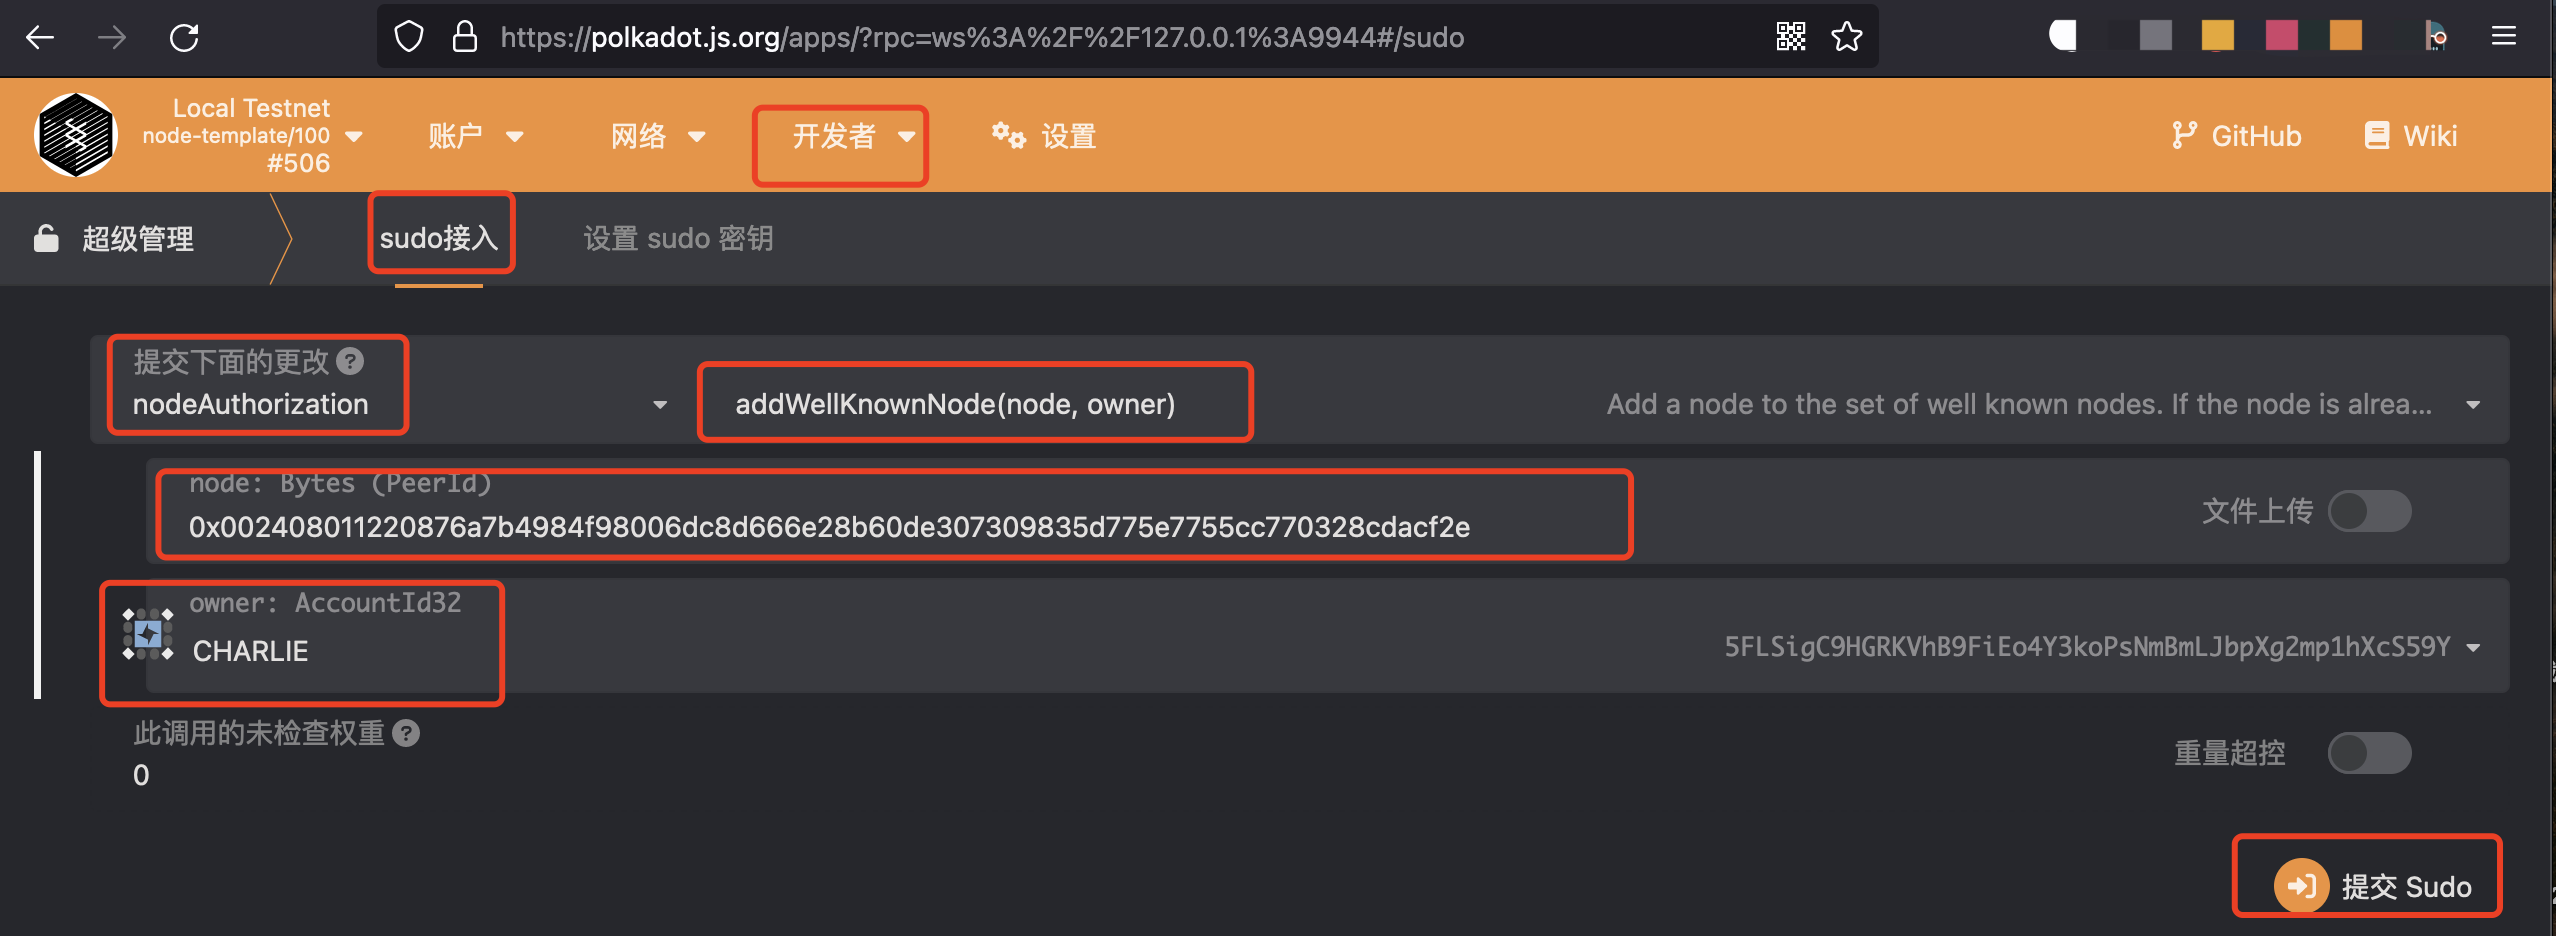 https://polkadot.js.org/apps/?rpc=ws%3A%2F%2F127.0.0.1%3A9944#/sudo
Local Testnet
node-template/100
#506
账户
网络
开发者
设置
GitHub
Wiki
超级管理
sudo接入
设置 sudo 密钥
提交下面的更改
nodeAuthorization
addWellKnownNode(node, owner)
Add a node to the set of well known nodes. If the node is alrea...
node: Bytes (PeerId)
0x002408011220876a7b4984f98006dc8d666e28b60de307309835d775e7755cc770328cdacf2e
文件上传
owner: AccountId32
CHARLIE
5FLSigC9HGRKVhB9FiEo4Y3koPsNmBmLJbpXg2mp1hXcS59Y
此调用的未检查权重
0
重量超控
提交 Sudo